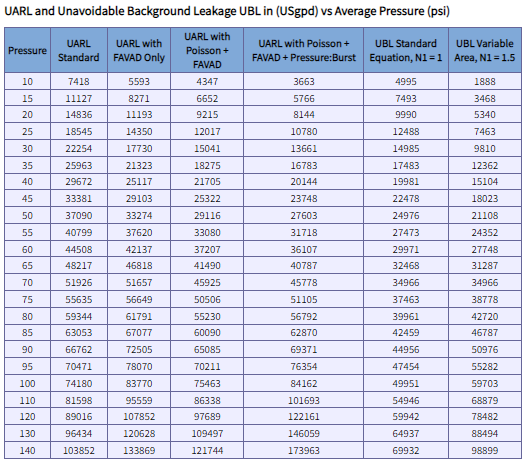 UARL and Unavoidable Background Leakage UBL in (USgpd) vs Average Pressure (psi)
Pressure UARL Standard UARL with FAVAD Only UARL with Poisson + FAVAD UARL with Poisson + FAVAD + Pressure:Burst UBL Standard Equation, N1 = 1 UBL Variable Area, N1 = 1.5
10 7418 5593 4347 3663 4995 1888
15 11127 8271 6652 5766 7493 3468
20 14836 11193 9215 8144 9990 5340
25 18545 14350 12017 10780 12488 7463
30 22254 17730 15041 13661 14985 9810
35 25963 21323 18275 16783 17483 12362
40 29672 25117 21705 20144 19981 15104
45 33381 29103 25322 23748 22478 18023
50 37090 33274 29116 27603 24976 21108
55 40799 37620 33080 31718 27473 24352
60 44508 42137 37207 36107 29971 27748
65 48217 46818 41490 40787 32468 31287
70 51926 51657 45925 45778 34966 34966
75 55635 56649 50506 51105 37463 38778
80 59344 61791 55230 56792 39961 42720
85 63053 67077 60090 62870 42459 46787
90 66762 72505 65085 69371 44956 50976
95 70471 78070 70211 76354 47454 55282
100 74180 83770 75463 84162 49951 59703
110 81598 95559 86338 101693 54946 68879
120 89016 107852 97689 122161 59942 78482
130 96434 120628 109497 146059 64937 88494
140 103852 133869 121744 173963 69932 98899